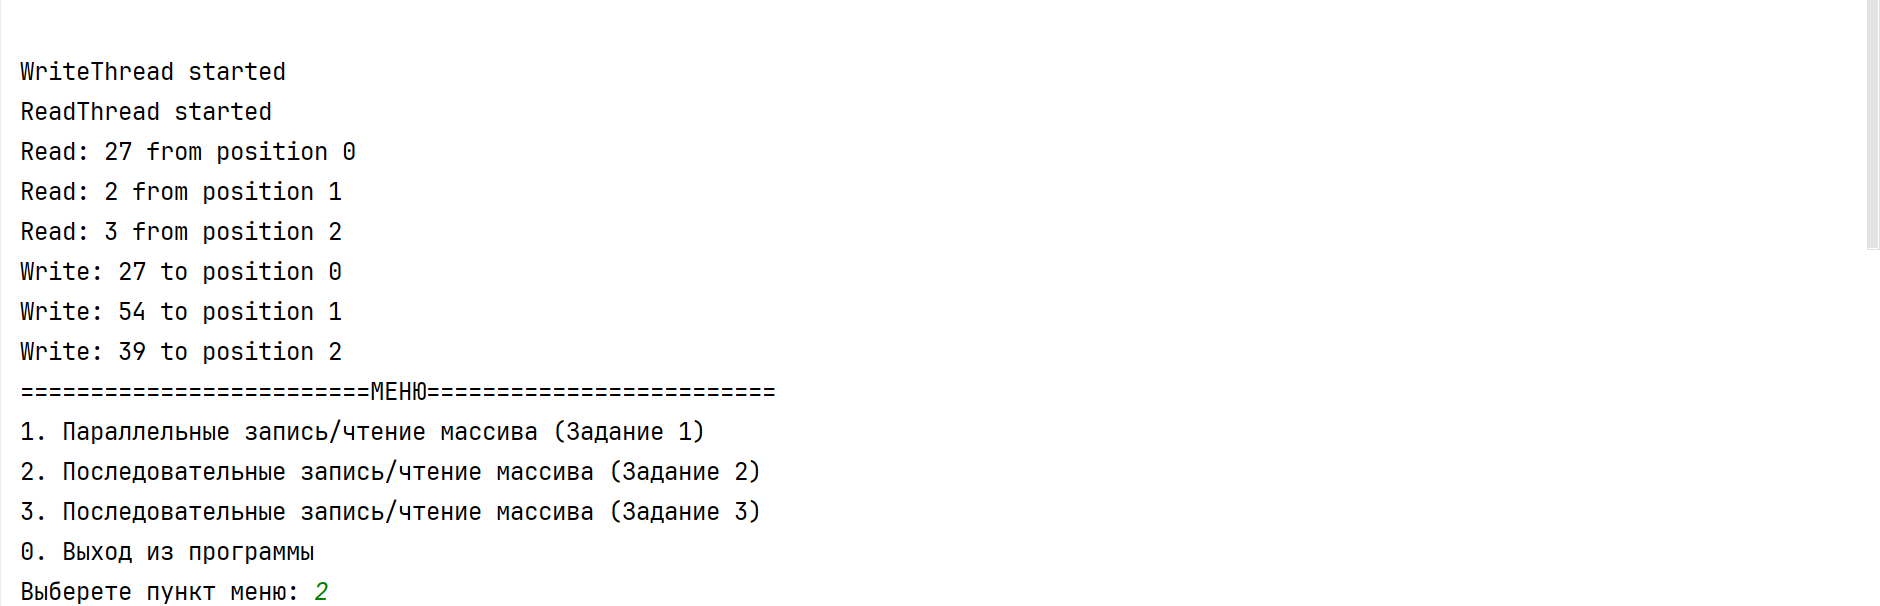 WriteThread started
ReadThread started
Read: 27 from position 0
Read: 2 from position 1
Read: 3 from position 2
Write: 27 to position 0
Write: 54 to position 1
Write: 39 to position 2
=========================МЕНЮ=========================
1. Параллельные запись/чтение массива (Задание 1)
2. Последовательные запись/чтение массива (Задание 2)
3. Последовательные запись/чтение массива (Задание 3)
0. Выход из программы
Выберете пункт меню: 2